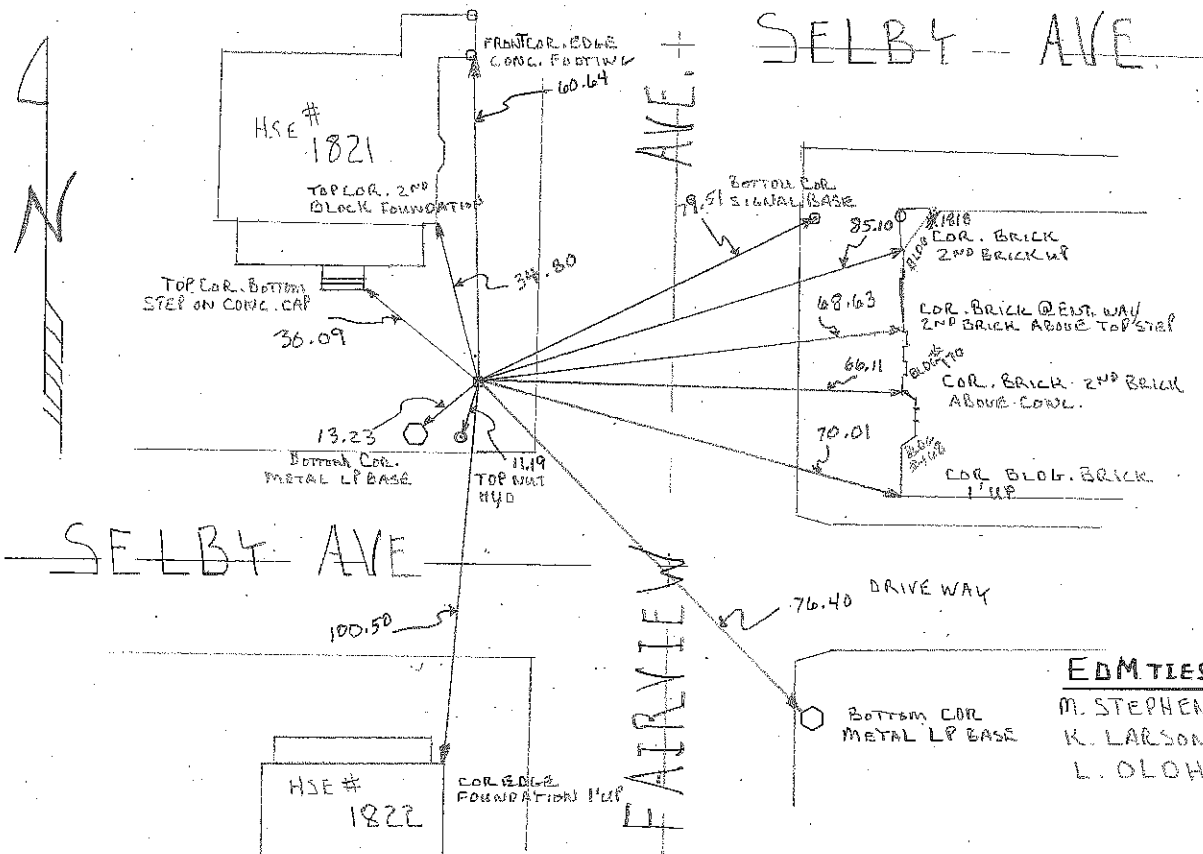 SELBY AVE.
AVE.
FRONT COR. EDGE
CONC. FOOTING
60.64
HSE #
1821
TOP COR. 2ND
BLOCK FOUNDATION
N
BOTTOM COR
SIGNAL BASE
79.51
85.10
1818
BLDG
COR. BRICK
2ND BRICK UP
34.80
TOP COR. BOTTOM
STEP ON CONC. CAP
36.09
68.63
COR. BRICK @ ENT. WAY
2ND BRICK ABOVE TOP STEP
BLDG
66.11
COR. BRICK - 2ND BRICK
ABOVE CONC.
13.23
BOTTOM COR.
METAL LP BASE
11.19
TOP NUT
HYD
70.01
BLDG
COR BLDG. BRICK
1' UP
SELBY AVE
100.50
FAIRVIEW
76.40
DRIVE WAY
EDM TIES
M. STEPHEN
K. LARSON
L. OLOH
BOTTOM COR
METAL LP BASE
HSE #
1822
COR EDGE
FOUNDATION 1' UP